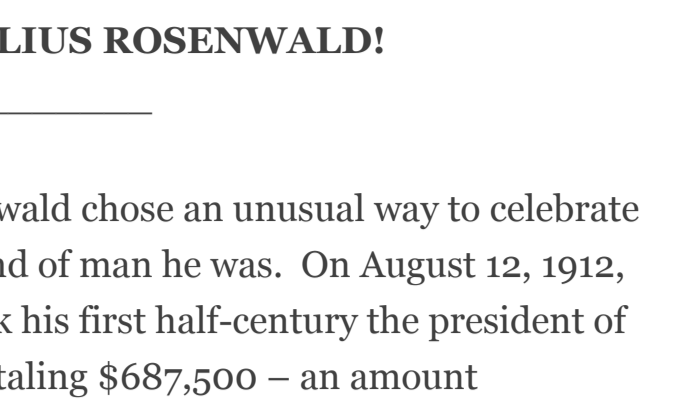 LIUS ROSENWALD!
wald chose an unusual way to celebrate
nd of man he was.  On August 12, 1912,
k his first half-century the president of
taling $687,500 – an amount